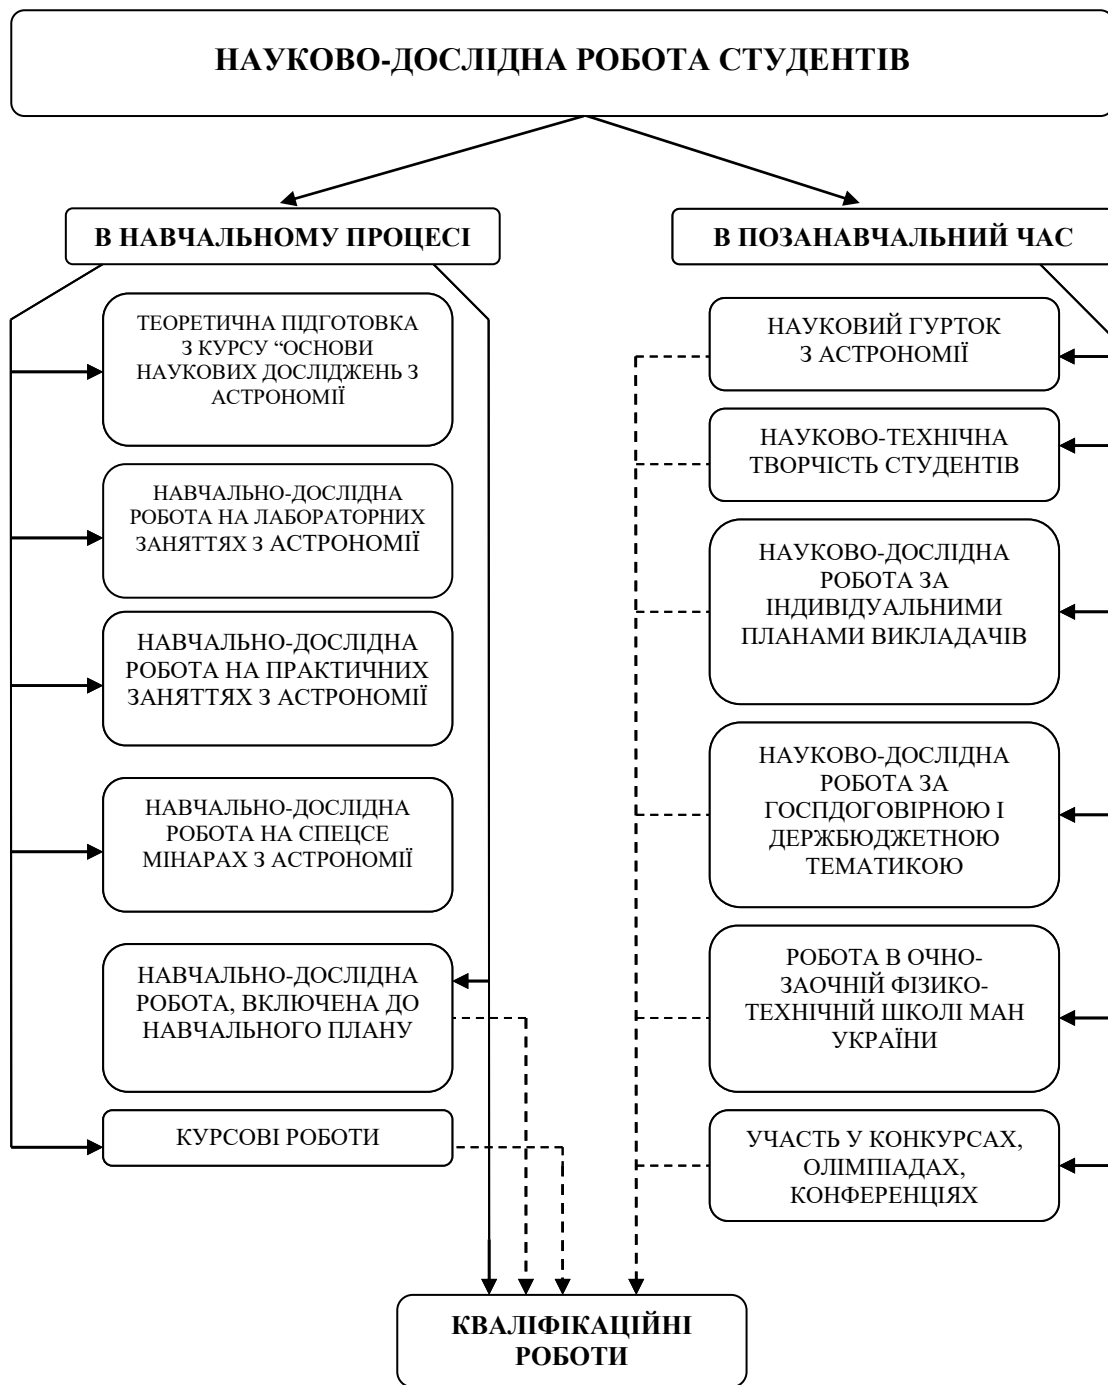 НАУКОВО-ДОСЛІДНА РОБОТА СТУДЕНТІВ
В НАВЧАЛЬНОМУ ПРОЦЕСІ
ТЕОРЕТИЧНА ПІДГОТОВКА
З КУРСУ “ОСНОВИ
НАУКОВИХ ДОСЛІДЖЕНЬ З
АСТРОНОМІЇ
НАВЧАЛЬНО-ДОСЛІДНА
РОБОТА НА ЛАБОРАТОРНИХ
ЗАНЯТТЯХ З АСТРОНОМІЇ
НАВЧАЛЬНО-ДОСЛІДНА
РОБОТА НА ПРАКТИЧНИХ
ЗАНЯТТЯХ З АСТРОНОМІЇ
НАВЧАЛЬНО-ДОСЛІДНА
РОБОТА НА СПЕЦСЕ
МІНАРАХ З АСТРОНОМІЇ
НАВЧАЛЬНО-ДОСЛІДНА
РОБОТА, ВКЛЮЧЕНА ДО
НАВЧАЛЬНОГО ПЛАНУ
КУРСОВІ РОБОТИ
В ПОЗАНАВЧАЛЬНИЙ ЧАС
НАУКОВИЙ ГУРТОК
З АСТРОНОМІЇ
НАУКОВО-ТЕХНІЧНА
ТВОРЧІСТЬ СТУДЕНТІВ
НАУКОВО-ДОСЛІДНА
РОБОТА ЗА
ІНДИВІДУАЛЬНИМИ
ПЛАНАМИ ВИКЛАДАЧІВ
НАУКОВО-ДОСЛІДНА
РОБОТА ЗА
ГОСПДОГОВІРНОЮ І
ДЕРЖБЮДЖЕТНОЮ
ТЕМАТИКОЮ
РОБОТА В ОЧНО-
ЗАОЧНІЙ ФІЗИКО-
ТЕХНІЧНІЙ ШКОЛІ МАН
УКРАЇНИ
УЧАСТЬ У КОНКУРСАХ,
ОЛІМПІАДАХ,
КОНФЕРЕНЦІЯХ
КВАЛІФІКАЦІЙНІ
РОБОТИ